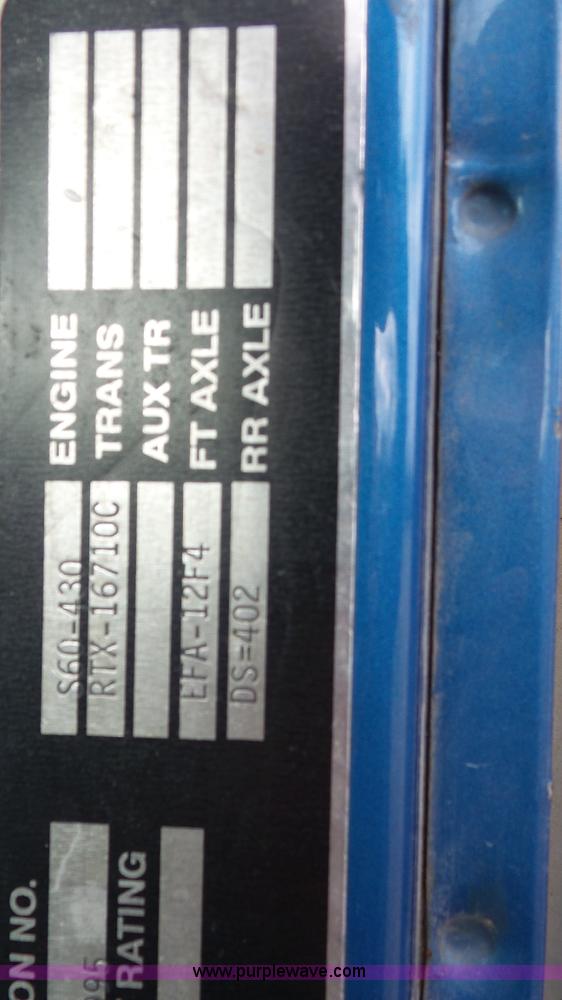 S60-430 ENGINE
RTX-16710C TRANS
AUX TR
EFA-12F4 FT AXLE
DS=402 RR AXLE
ON NO.
RATING
www.purplewave.com